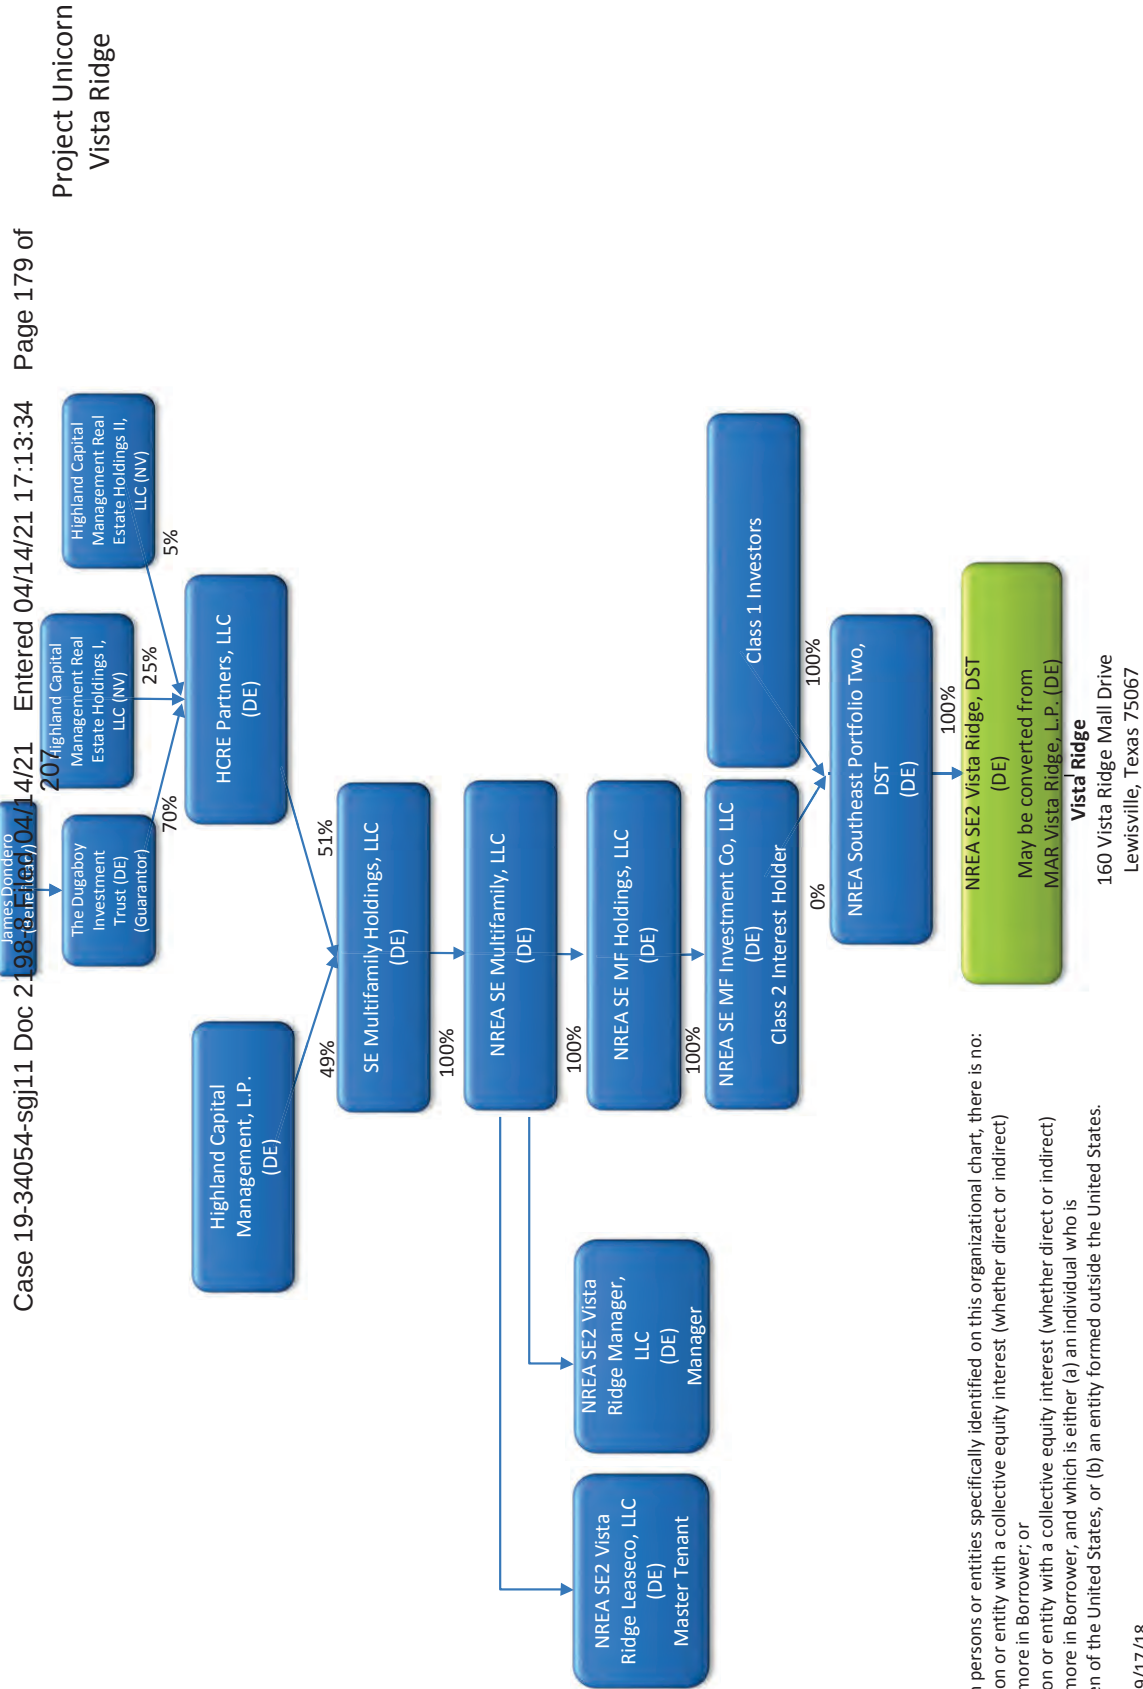 Case 19-34054-sgj11 Doc 2198-8 Filed 04/14/21 Entered 04/14/21 17:13:34 Page 179 of
207
Project Unicorn
Vista Ridge
James Dondero
(Beneficiary)
The Dugaboy
Investment
Trust (DE)
(Guarantor)
Highland Capital
Management Real
Estate Holdings I,
LLC (NV)
Highland Capital
Management Real
Estate Holdings II,
LLC (NV)
70%
25%
5%
Highland Capital
Management, L.P.
(DE)
HCRE Partners, LLC
(DE)
49%
51%
SE Multifamily Holdings, LLC
(DE)
100%
NREA SE Multifamily, LLC
(DE)
100%
NREA SE2 Vista
Ridge Leaseco, LLC
(DE)
Master Tenant
NREA SE2 Vista
Ridge Manager,
LLC
(DE)
Manager
NREA SE MF Holdings, LLC
(DE)
100%
NREA SE MF Investment Co, LLC
(DE)
Class 2 Interest Holder
Class 1 Investors
0%
100%
NREA Southeast Portfolio Two,
DST
(DE)
100%
NREA SE2 Vista Ridge, DST
(DE)
May be converted from
MAR Vista Ridge, L.P. (DE)
Vista Ridge
160 Vista Ridge Mall Drive
Lewisville, Texas 75067
persons or entities specifically identified on this organizational chart, there is no:
on or entity with a collective equity interest (whether direct or indirect)
more in Borrower; or
on or entity with a collective equity interest (whether direct or indirect)
more in Borrower, and which is either (a) an individual who is
en of the United States, or (b) an entity formed outside the United States.
9/17/18